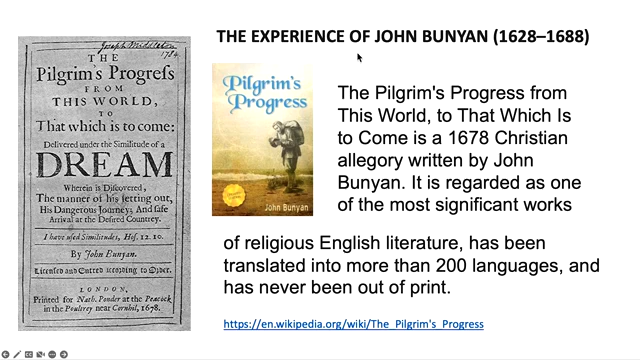 THE EXPERIENCE OF JOHN BUNYAN (1628–1688)
Joseph Middleton
1784
THE
Pilgrim's Progreſs
FROM
THIS WORLD,
TO
That which is to come:
Delivered under the Similitude of a
DREAM
Wherein is Diſcovered,
The manner of his ſetting out,
His Dangerous Journey; And ſafe
Arrival at the Deſired Countrey.
I have uſed Similitudes, Hoſ. 12. 10.
By John Bunyan.
Licenſed and Entred according to Order.
LONDON,
Printed for Nath. Ponder at the Peacock
in the Poultrey near Cornhil, 1678.
Pilgrim's
Progress
John Bunyan
The Pilgrim's Progress from
This World, to That Which Is
to Come is a 1678 Christian
allegory written by John
Bunyan. It is regarded as one
of the most significant works
of religious English literature, has been
translated into more than 200 languages, and
has never been out of print.
https://en.wikipedia.org/wiki/The_Pilgrim's_Progress